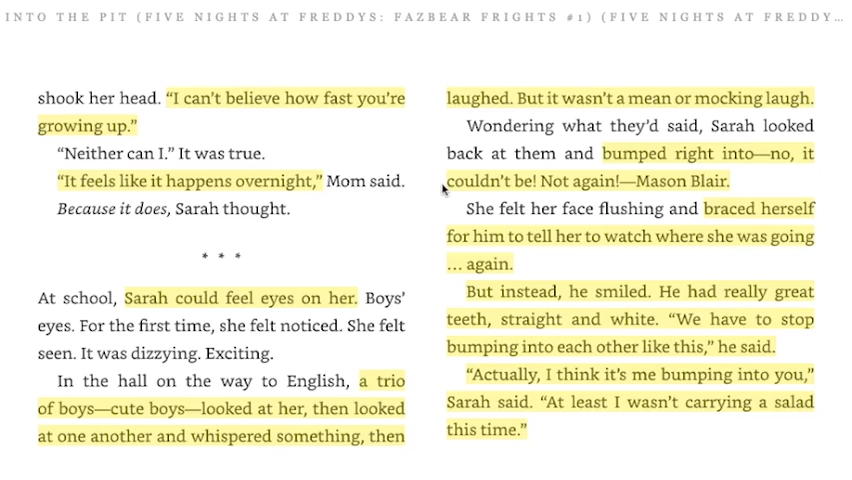 INTO THE PIT (FIVE NIGHTS AT FREDDYS: FAZBEAR FRIGHTS #1) (FIVE NIGHTS AT FREDDY…
shook her head. “I can’t believe how fast you’re
growing up.”
“Neither can I.” It was true.
“It feels like it happens overnight,” Mom said.
Because it does, Sarah thought.
* * *
At school, Sarah could feel eyes on her. Boys’
eyes. For the first time, she felt noticed. She felt
seen. It was dizzying. Exciting.
In the hall on the way to English, a trio
of boys—cute boys—looked at her, then looked
at one another and whispered something, then
laughed. But it wasn’t a mean or mocking laugh.
Wondering what they’d said, Sarah looked
back at them and bumped right into—no, it
couldn’t be! Not again!—Mason Blair.
She felt her face flushing and braced herself
for him to tell her to watch where she was going
… again.
But instead, he smiled. He had really great
teeth, straight and white. “We have to stop
bumping into each other like this,” he said.
“Actually, I think it’s me bumping into you,”
Sarah said. “At least I wasn’t carrying a salad
this time.”